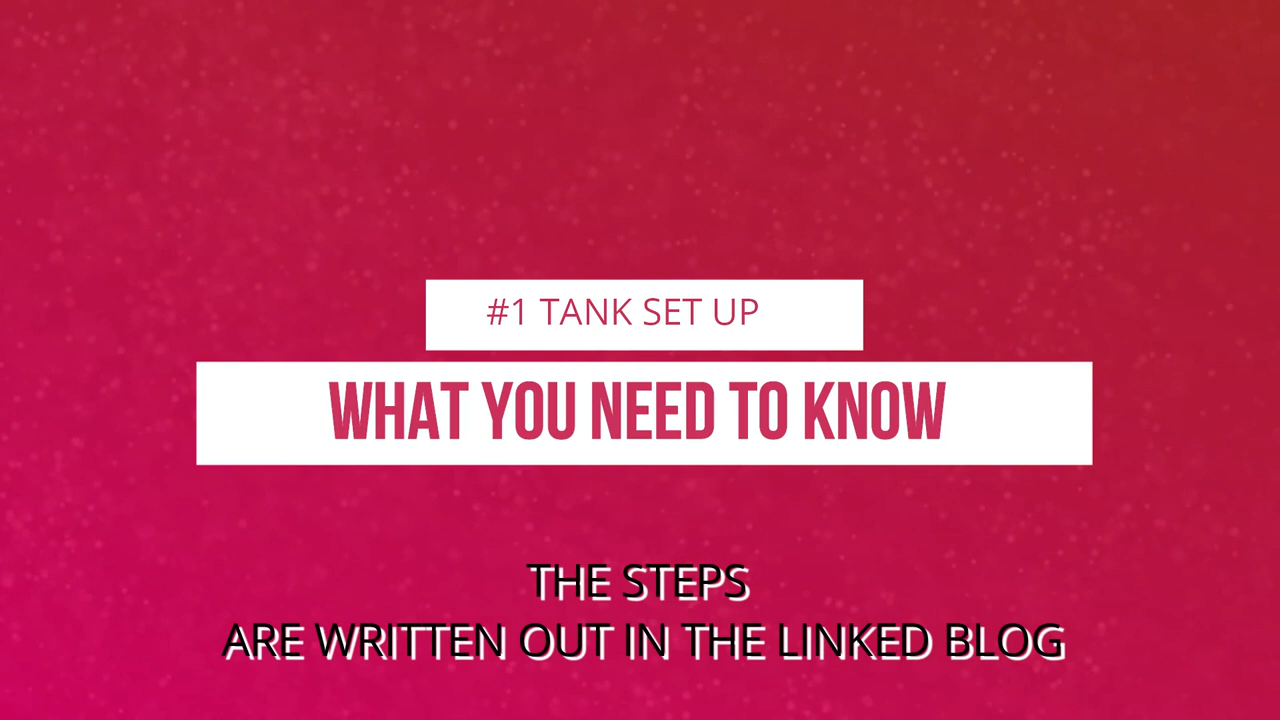 #1 TANK SET UP
WHAT YOU NEED TO KNOW
THE STEPS
ARE WRITTEN OUT IN THE LINKED BLOG